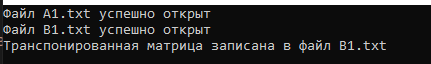 Файл A1.txt успешно открыт
Файл B1.txt успешно открыт
Транспонированная матрица записана в файл B1.txt